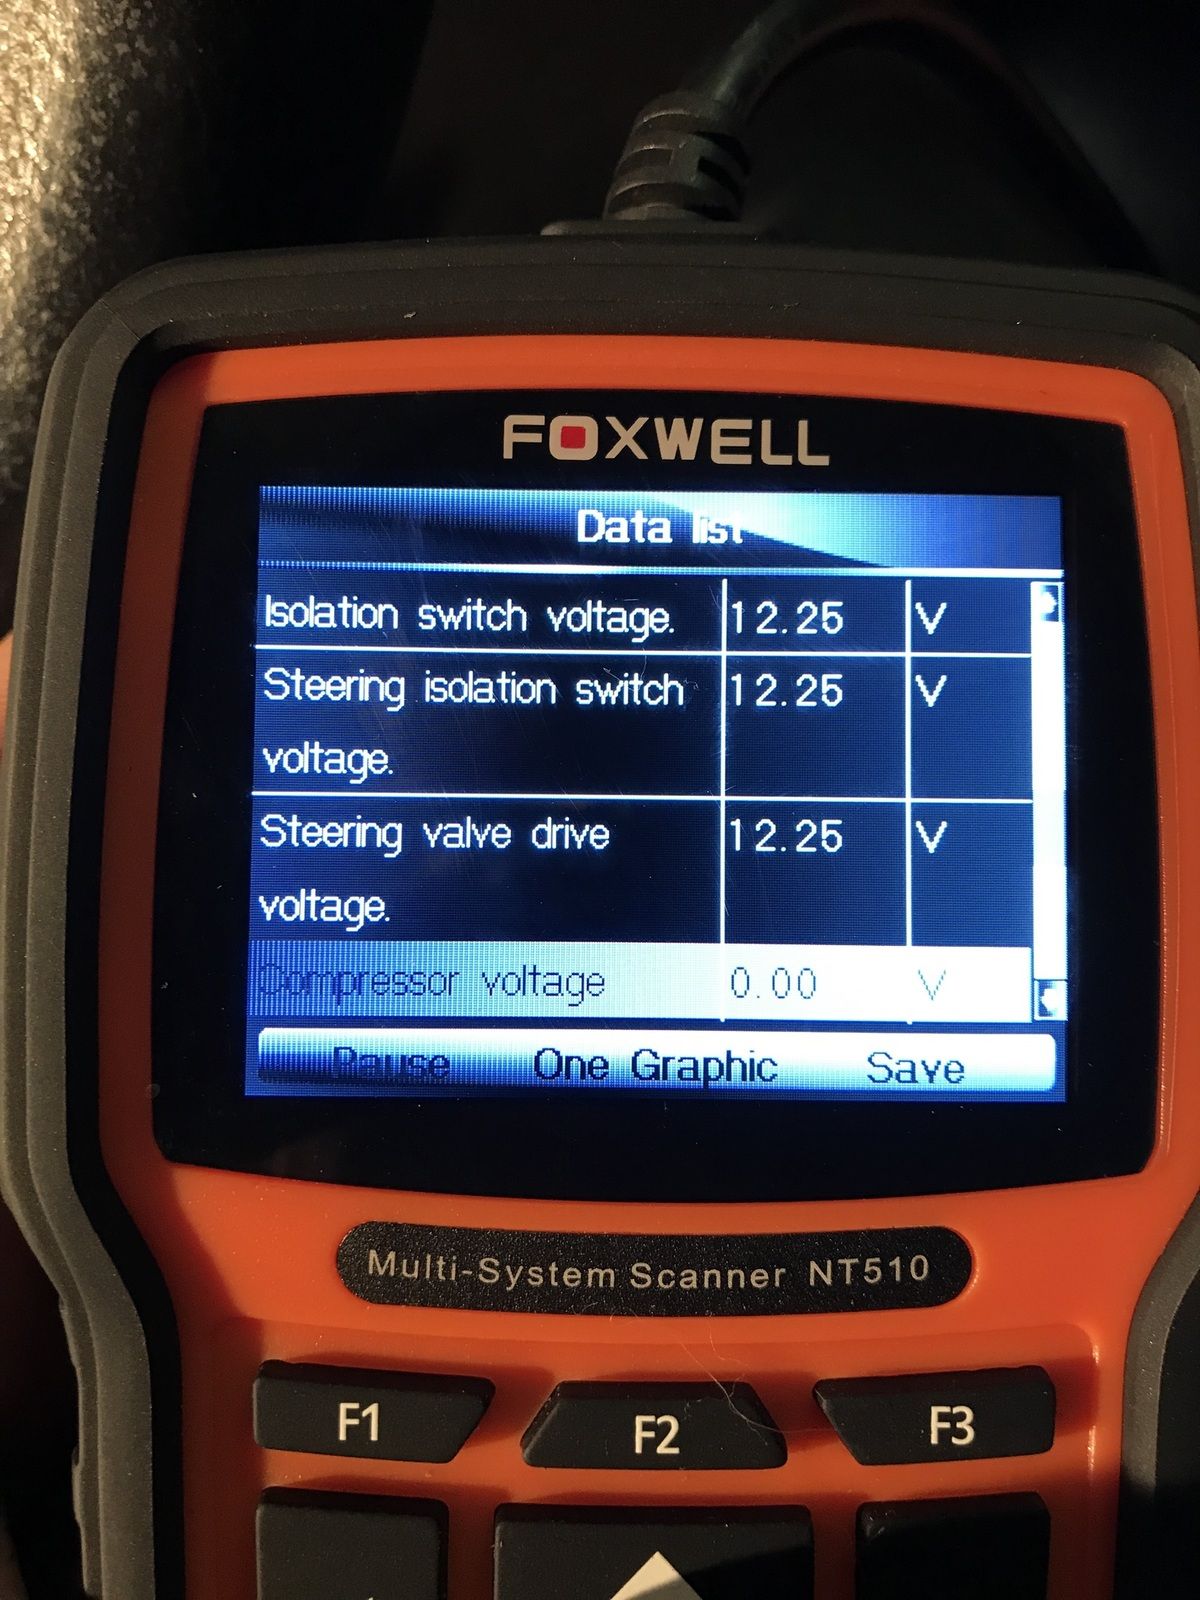 FOXWELL
Data list
Isolation switch voltage. 12.25 V
Steering isolation switch 12.25 V
voltage.
Steering valve drive 12.25 V
voltage.
Compressor voltage 0.00 V
Pause One Graphic Save
Multi-System Scanner NT510
F1 F2 F3